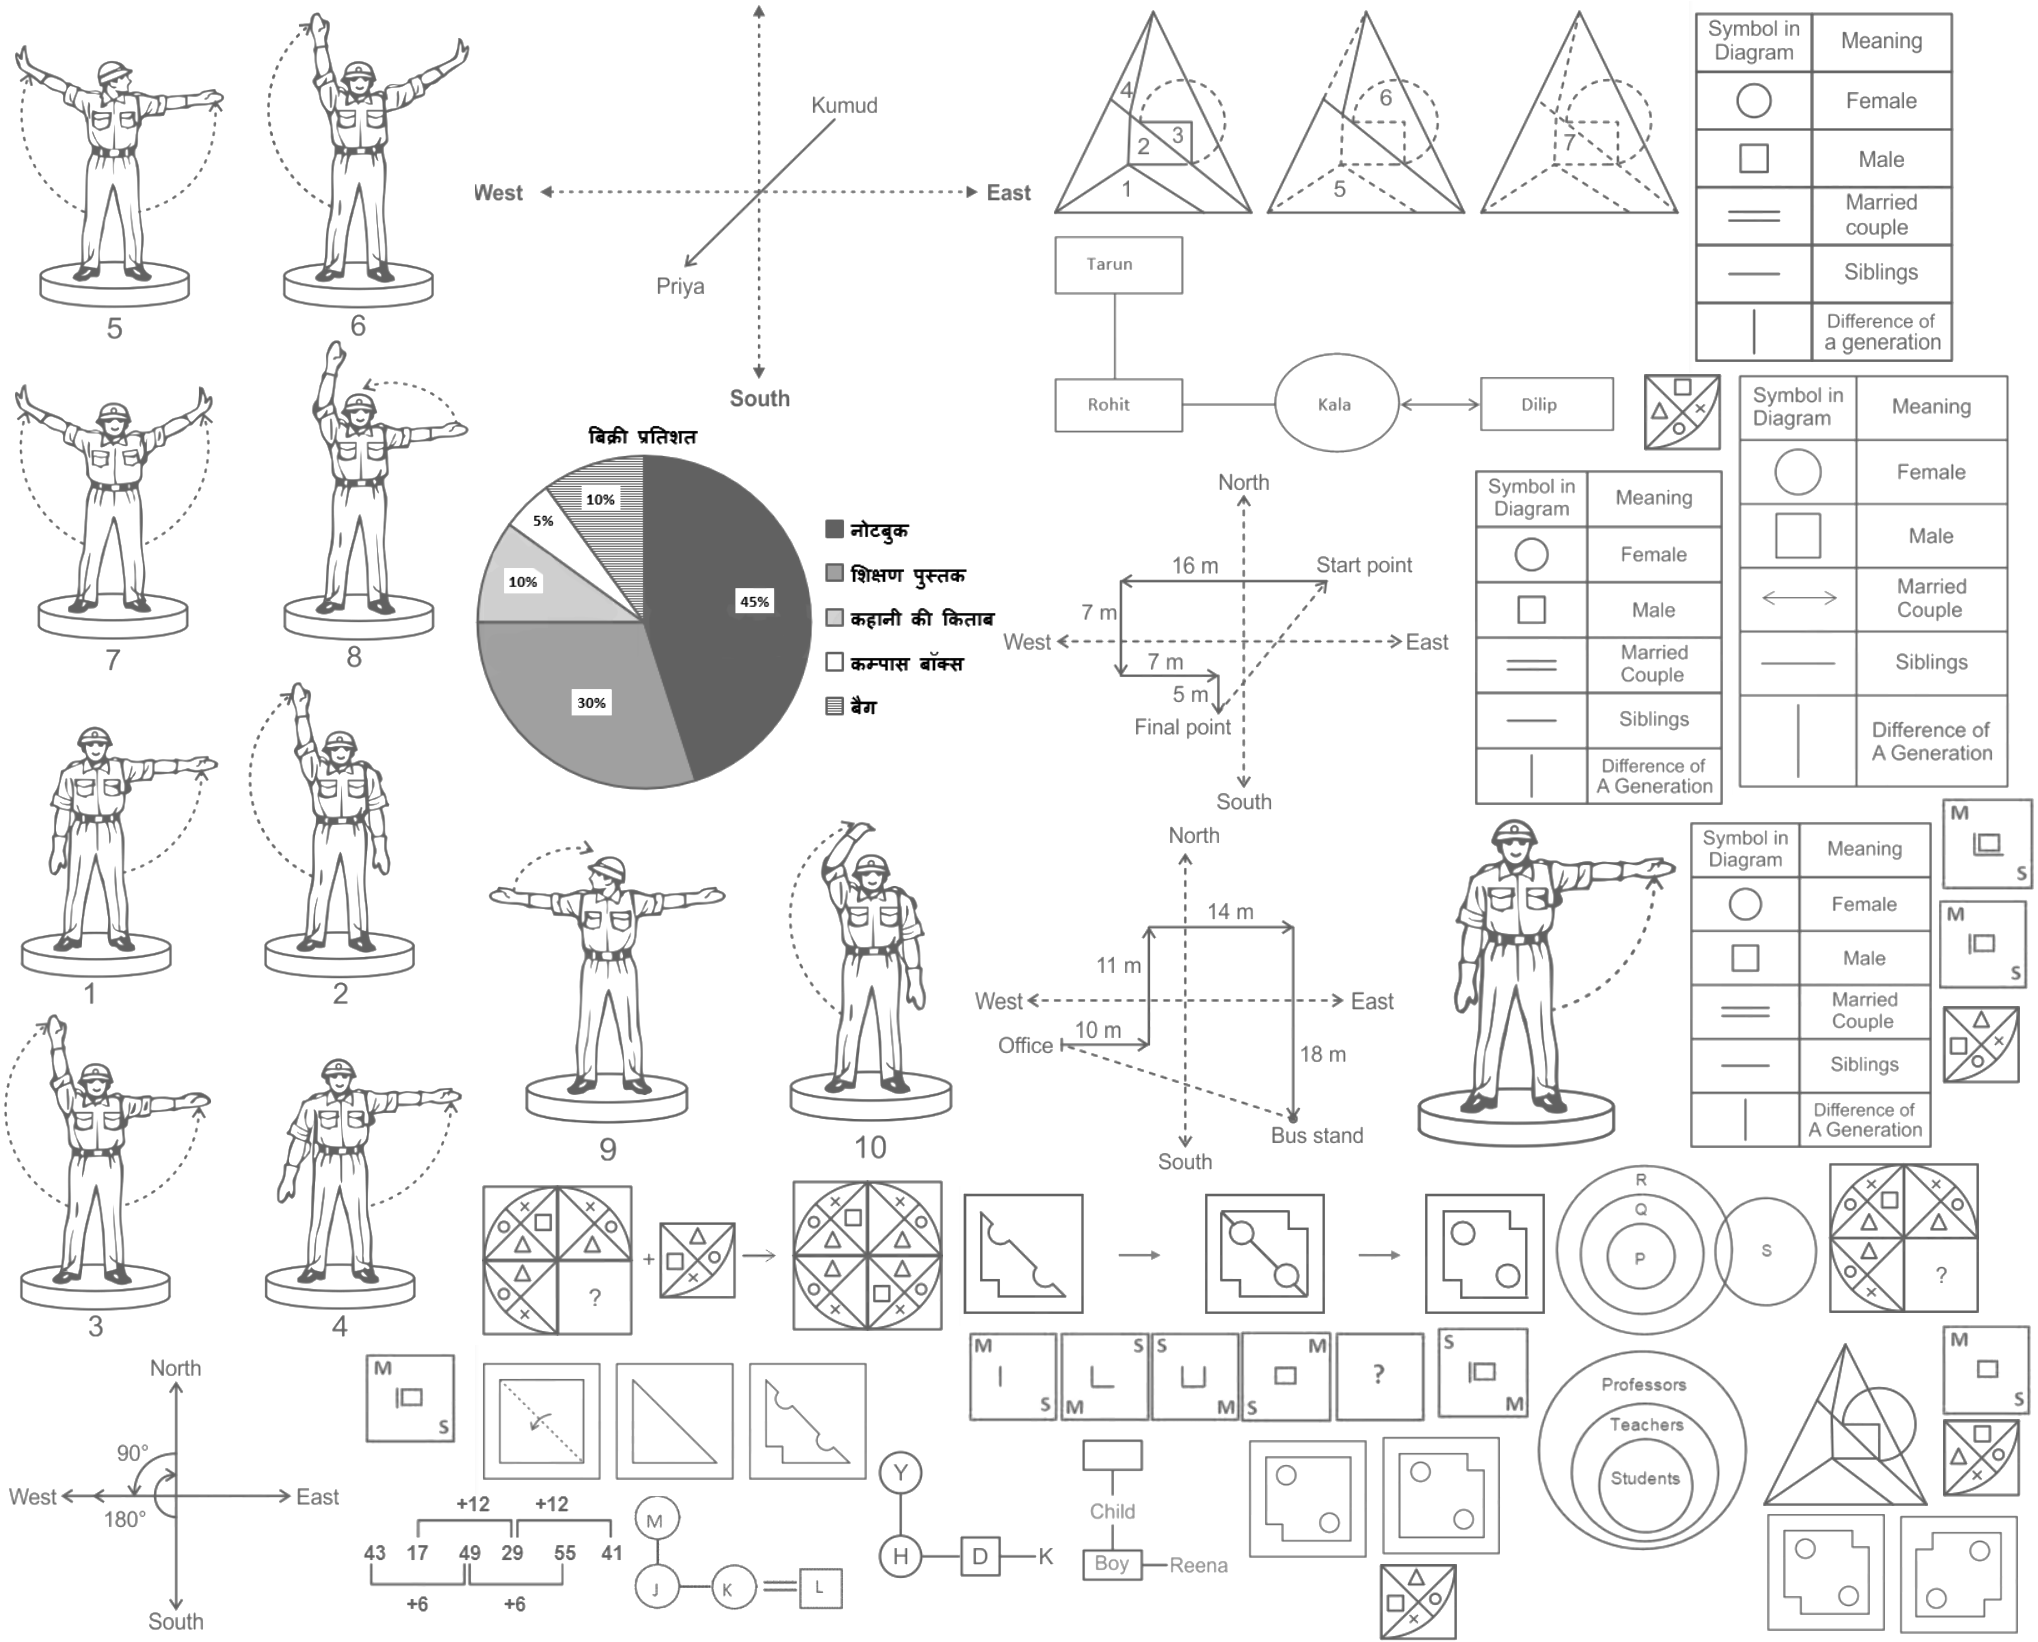 5
6
7
8
1
2
3
4
9
10
Kumud
West
East
Priya
South
4
3
2
1
6
5
7
Symbol in
Diagram
Meaning
Female
Male
Married
couple
Siblings
Difference of
a generation
Tarun
Rohit
Kala
Dilip
Symbol in
Diagram
Meaning
Female
Male
Married
Couple
Siblings
Difference of
A Generation
बिक्री प्रतिशत
10%
5%
10%
45%
30%
नोटबुक
शिक्षण पुस्तक
कहानी की किताब
कम्पास बॉक्स
बैग
North
16 m
Start point
7 m
West
East
7 m
5 m
Final point
South
Symbol in
Diagram
Meaning
Female
Male
Married
Couple
Siblings
Difference of
A Generation
North
14 m
11 m
West
East
10 m
Office
18 m
Bus stand
South
Symbol in
Diagram
Meaning
Female
Male
Married
Couple
Siblings
Difference of
A Generation
M
S
M
S
?
+
R
Q
P
S
?
M
S
M
S
S
M
M
S
M
S
?
S
M
M
S
Professors
Teachers
Students
North
90°
West
East
180°
South
M
S
+12 +12
43 17 49 29 55 41
+6 +6
M
J
K
L
Y
H
D
K
Child
Boy
Reena